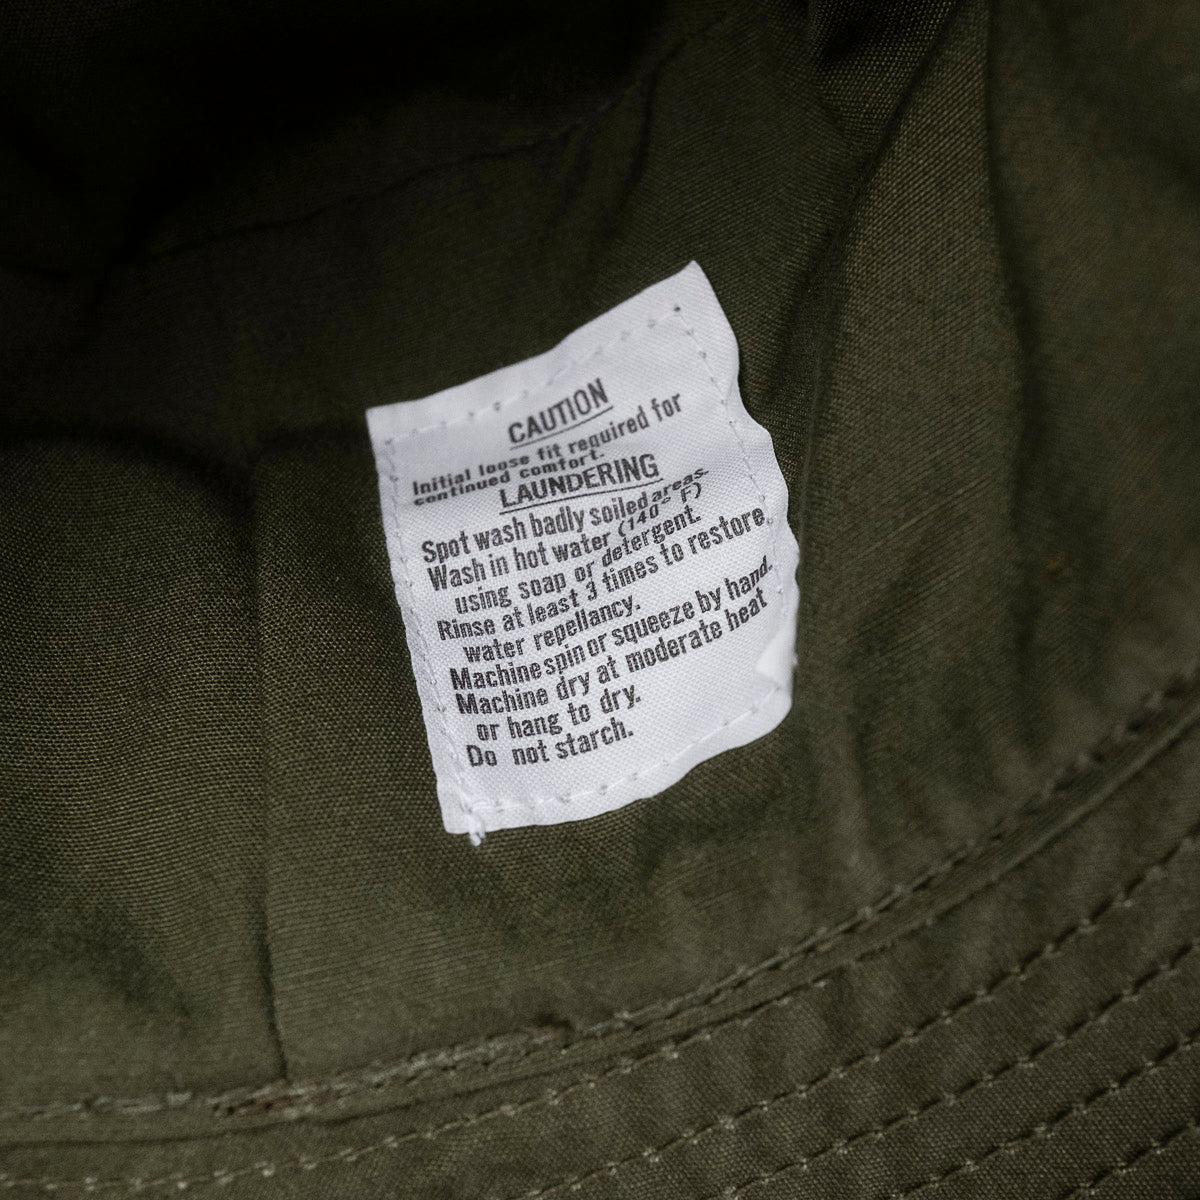 CAUTION
Initial loose fit required for
continued comfort.
LAUNDERING
Spot wash badly soiled areas.
Wash in hot water (140° F)
using soap or detergent.
Rinse at least 3 times to restore
water repellancy.
Machine spin or squeeze by hand.
Machine dry at moderate heat
or hang to dry.
Do not starch.